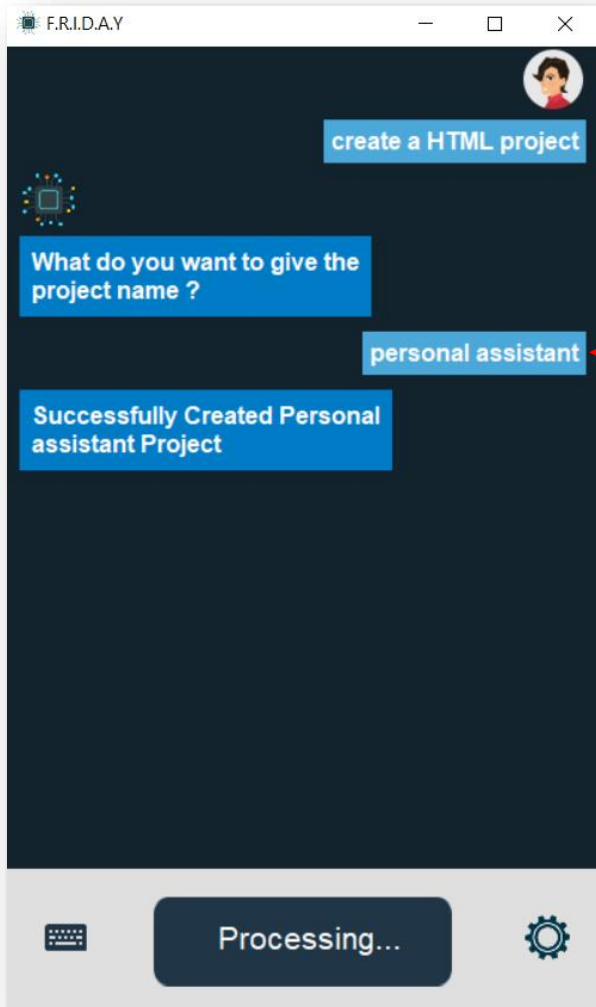 F.R.I.D.A.Y
create a HTML project
What do you want to give the
project name ?
personal assistant
Successfully Created Personal
assistant Project
Processing...